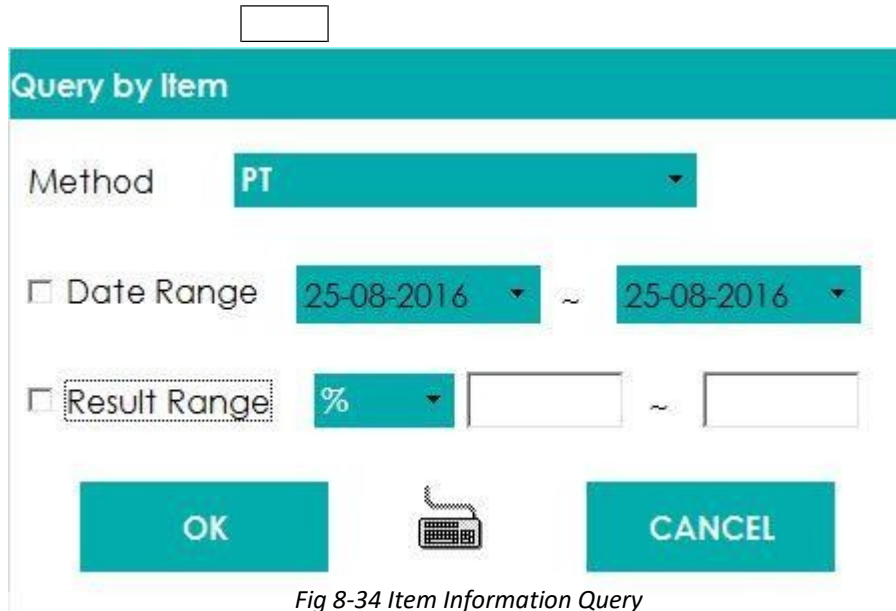 Query by Item
Method PT
Date Range 25-08-2016 ~ 25-08-2016
Result Range % ~
OK CANCEL
Fig 8-34 Item Information Query